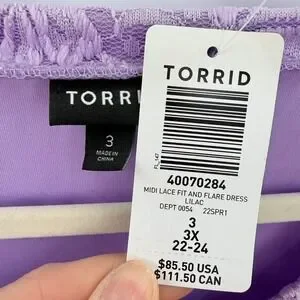 TORRID
3
MADE IN
CHINA
TORRID
40070284
MIDI LACE FIT AND FLARE DRESS
LILAC
DEPT 0054 22SPR1
3
3X
22-24
$85.50 USA
$111.50 CAN